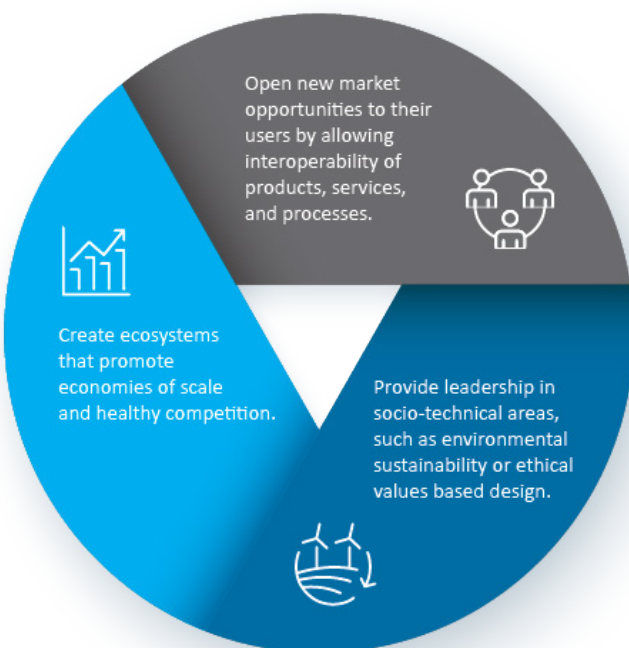 Open new market
opportunities to their
users by allowing
interoperability of
products, services,
and processes.
Create ecosystems
that promote
economies of scale
and healthy competition.
Provide leadership in
socio-technical areas,
such as environmental
sustainability or ethical
values based design.